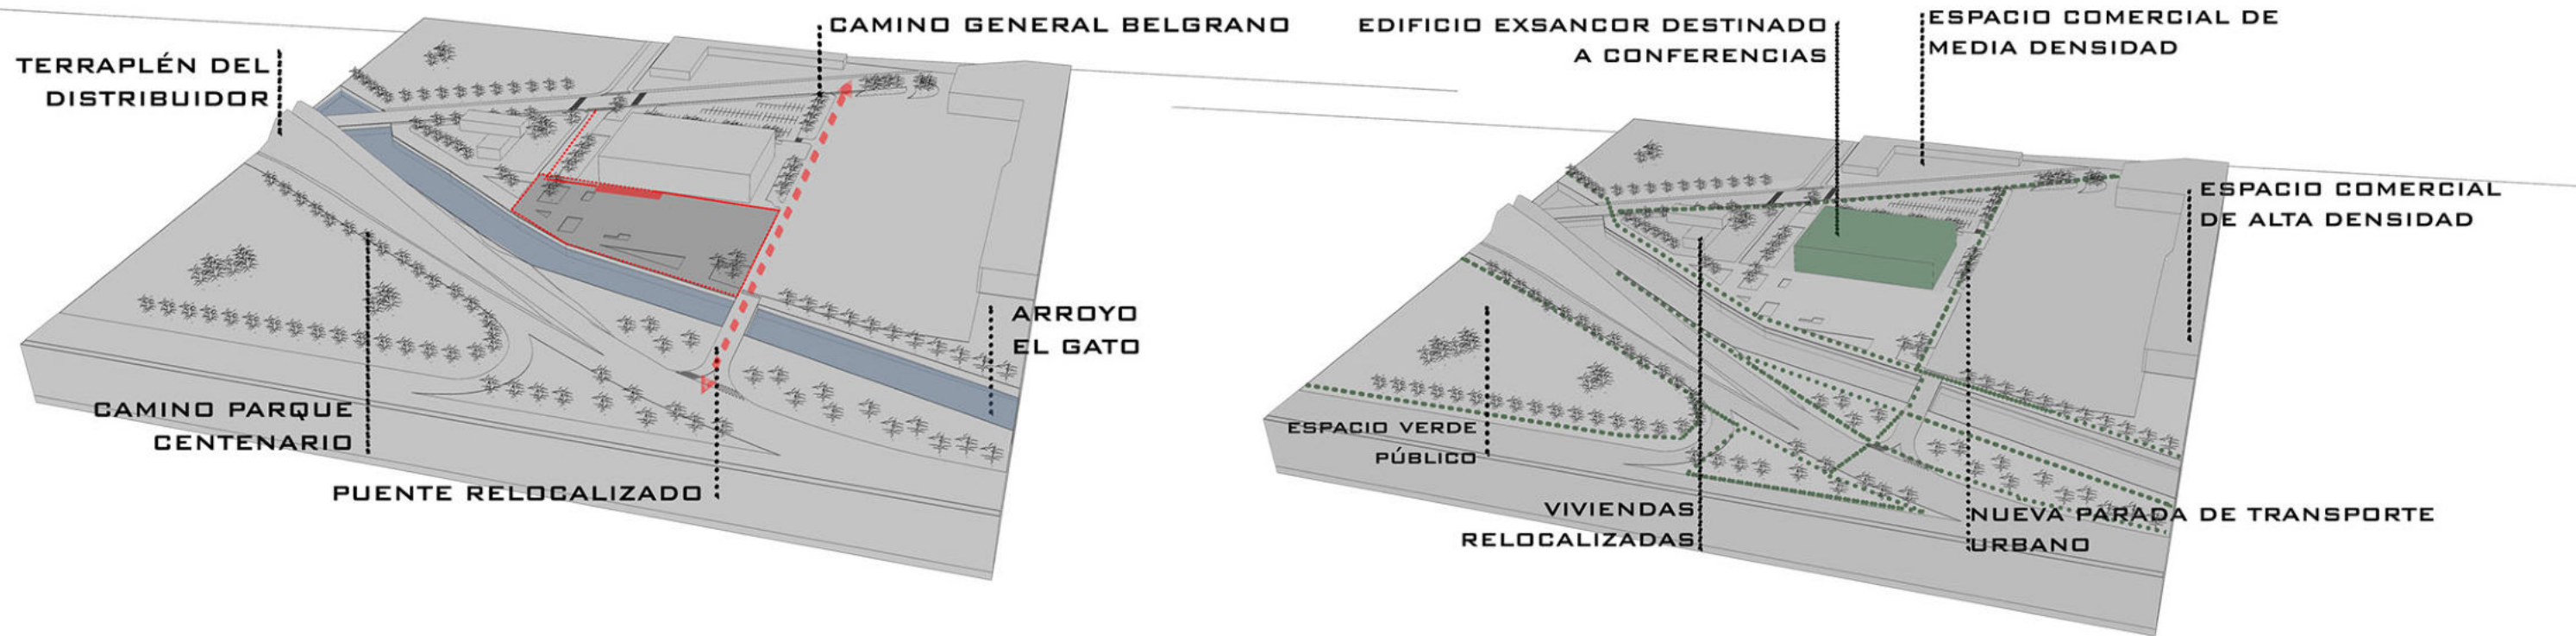 TERRAPLÉN DEL
DISTRIBUIDOR
CAMINO GENERAL BELGRANO
ARROYO
EL GATO
CAMINO PARQUE
CENTENARIO
PUENTE RELOCALIZADO
EDIFICIO EXSANCOR DESTINADO
A CONFERENCIAS
ESPACIO COMERCIAL DE
MEDIA DENSIDAD
ESPACIO COMERCIAL
DE ALTA DENSIDAD
ESPACIO VERDE
PÚBLICO
VIVIENDAS
RELOCALIZADAS
NUEVA PARADA DE TRANSPORTE
URBANO